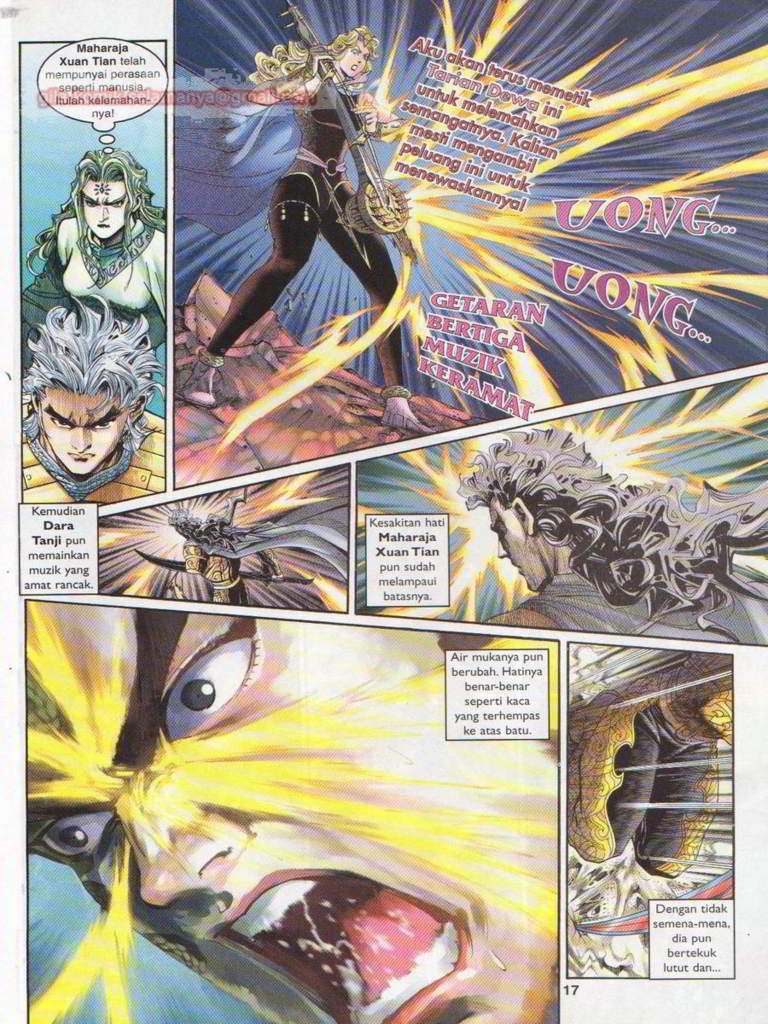 Maharaja
Xuan Tian telah
mempunyai perasaan
seperti manusia.
Itulah kelemahan-
nya!
Aku akan terus memetik
Tarian Dewa ini
untuk melemahkan
semangatnya. Kalian
mesti mengambil
peluang ini untuk
menewaskannya!
UONG...
UONG...
GETARAN
BERTIGA
MUZIK
KERAMAT
Kemudian
Dara
Tanji pun
memainkan
muzik yang
amat rancak.
Kesakitan hati
Maharaja
Xuan Tian
pun sudah
melampaui
batasnya.
Air mukanya pun
berubah. Hatinya
benar-benar
seperti kaca
yang terhempas
ke atas batu.
Dengan tidak
semena-mena,
dia pun
bertekuk
lutut dan...
17